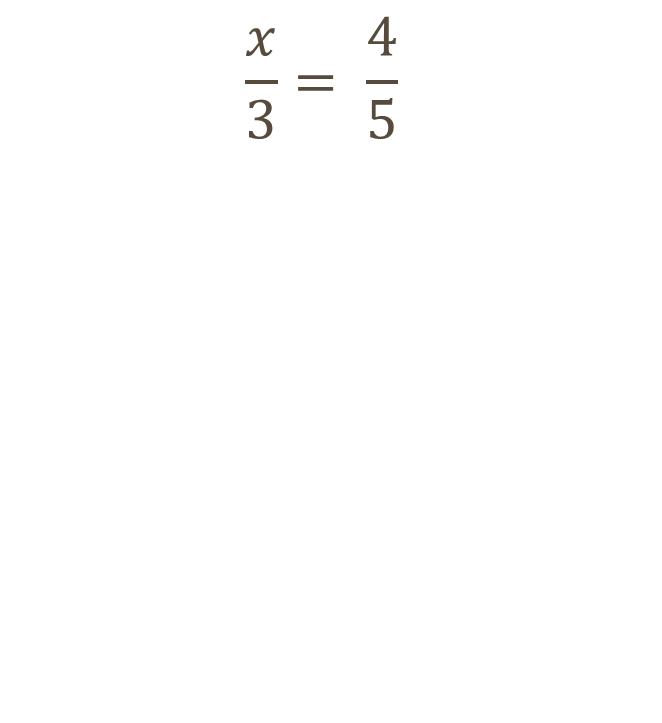 x/3 = 4/5